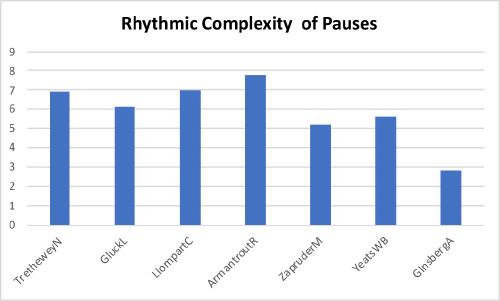 Rhythmic Complexity of Pauses
9
8
7
6
5
4
3
2
1
0
TretheweyN
GluckL
LlompartC
ArmantroutR
ZapruderM
YeatsWB
GinsbergA